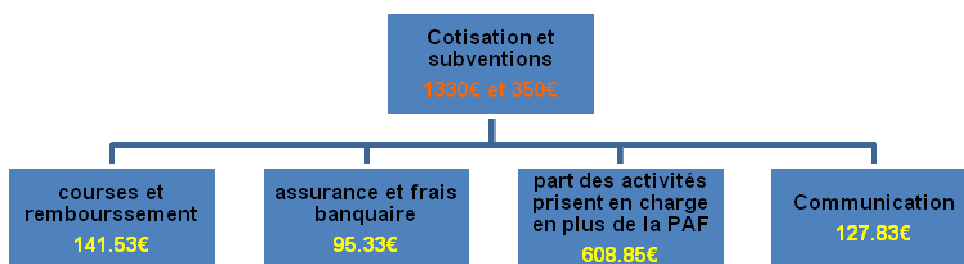 Cotisation et
subventions
1330€ et 350€
courses et
rembourssement
141.53€
assurance et frais
banquaire
95.33€
part des activités
prisent en charge
en plus de la PAF
608.85€
Communication
127.83€